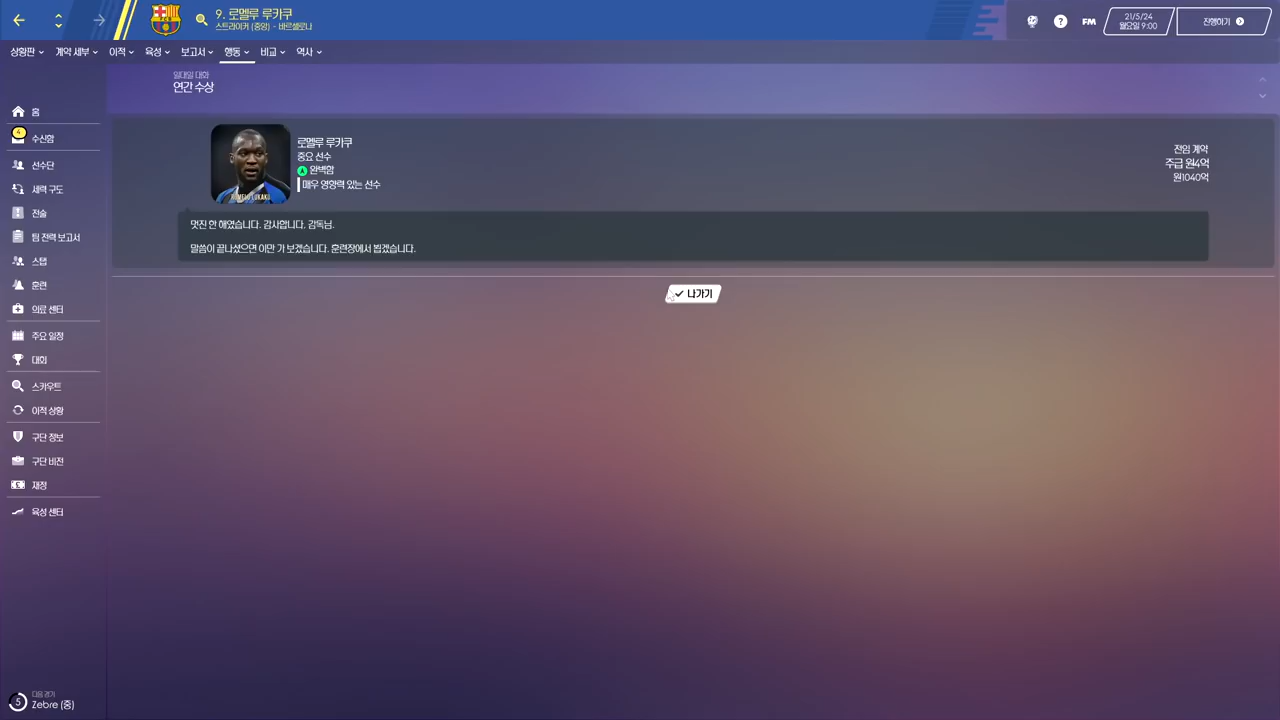 9. 로멜루 루카쿠
스트라이커 (중앙) - 바르셀로나
FM
21/5/24
월요일 9:00
진행하기
상황판
계약 세부
이적
육성
보고서
행동
비교
역사
일대일 대화
연간 수상
홈
4
수신함
선수단
세력 구도
전술
팀 전력 보고서
스탭
훈련
의료 센터
주요 일정
대회
스카우트
이적 상황
구단 정보
구단 비전
재정
육성 센터
ROMELU LUKAKU
로멜루 루카쿠
중요 선수
완벽함
매우 영향력 있는 선수
전임 계약
주급 원4억
원1040억
멋진 한 해였습니다. 감사합니다. 감독님.
말씀이 끝나셨으면 이만 가 보겠습니다. 훈련장에서 뵙겠습니다.
나가기
5
다음 경기
Zebre (중)